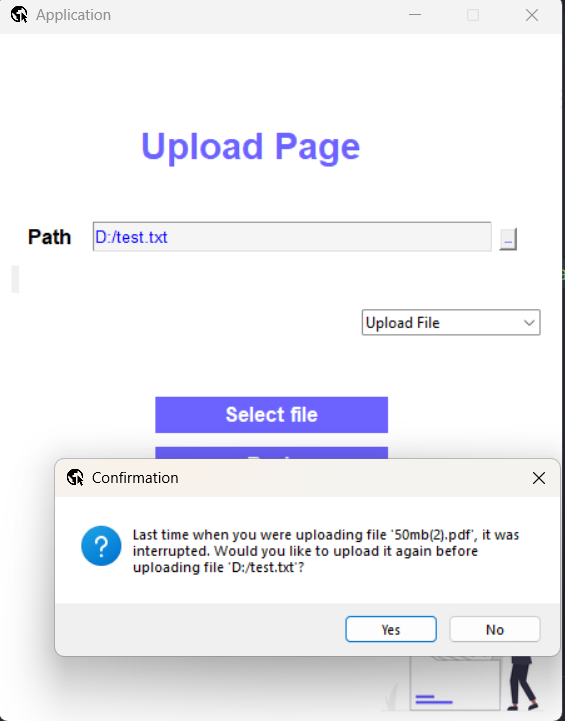 Application
Upload Page
Path
D:/test.txt
...
Upload File
Select file
Confirmation
Last time when you were uploading file '50mb(2).pdf', it was
interrupted. Would you like to upload it again before
uploading file 'D:/test.txt'?
Yes
No